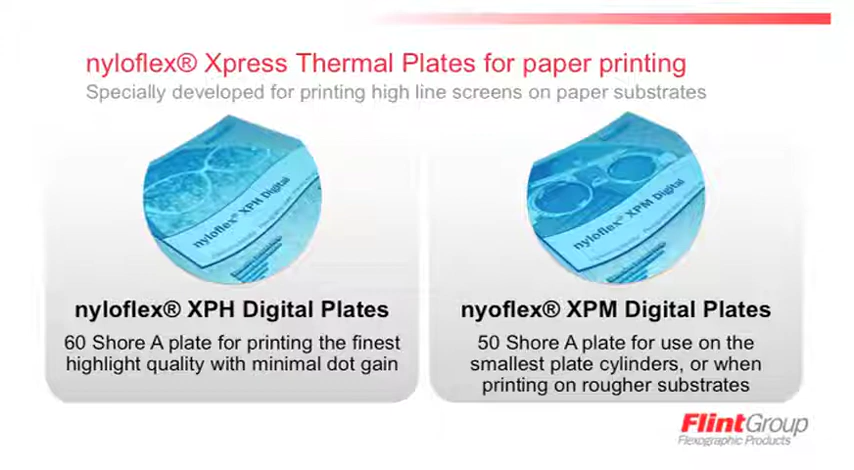 nyloflex® Xpress Thermal Plates for paper printing
Specially developed for printing high line screens on paper substrates
nyloflex® XPH Digital
nyloflex® XPM Digital
nyloflex® XPH Digital Plates
60 Shore A plate for printing the finest
highlight quality with minimal dot gain
nyoflex® XPM Digital Plates
50 Shore A plate for use on the
smallest plate cylinders, or when
printing on rougher substrates
FlintGroup
Flexographic Products